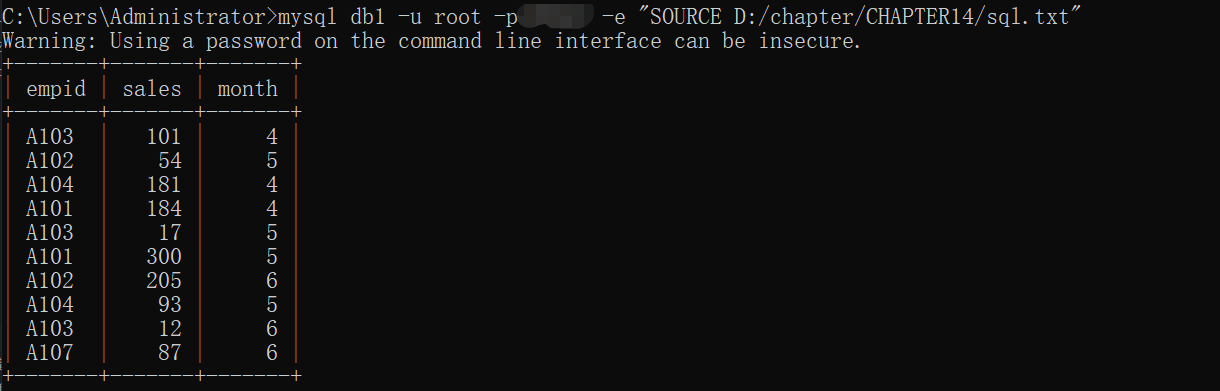 C:\Users\Administrator>mysql db1 -u root -p -e "SOURCE D:/chapter/CHAPTER14/sql.txt"
Warning: Using a password on the command line interface can be insecure.
+-------+-------+-------+
| empid | sales | month |
+-------+-------+-------+
| A103  |   101 |     4 |
| A102  |    54 |     5 |
| A104  |   181 |     4 |
| A101  |   184 |     4 |
| A103  |    17 |     5 |
| A101  |   300 |     5 |
| A102  |   205 |     6 |
| A104  |    93 |     5 |
| A103  |    12 |     6 |
| A107  |    87 |     6 |
+-------+-------+-------+